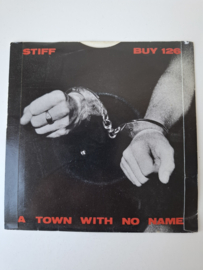 STIFF BUY 126
A TOWN WITH NO NAME